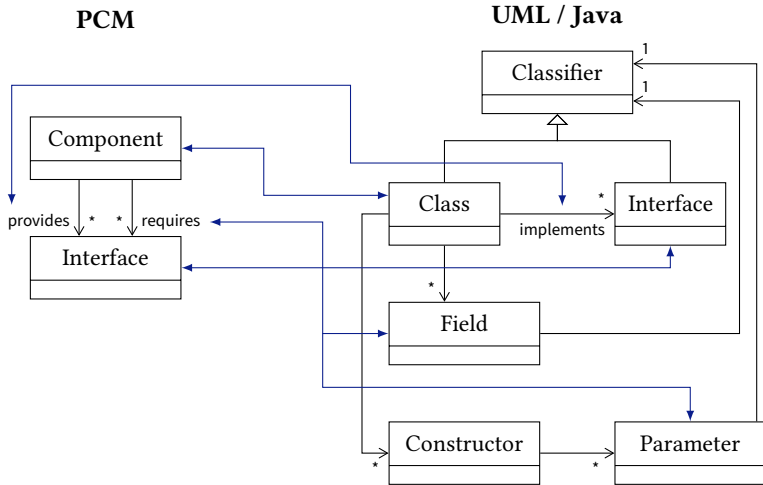 PCM
UML / Java
Classifier
1
1
Component
provides
*
*
requires
Interface
Class
implements
*
Interface
*
Field
Constructor
*
Parameter
*